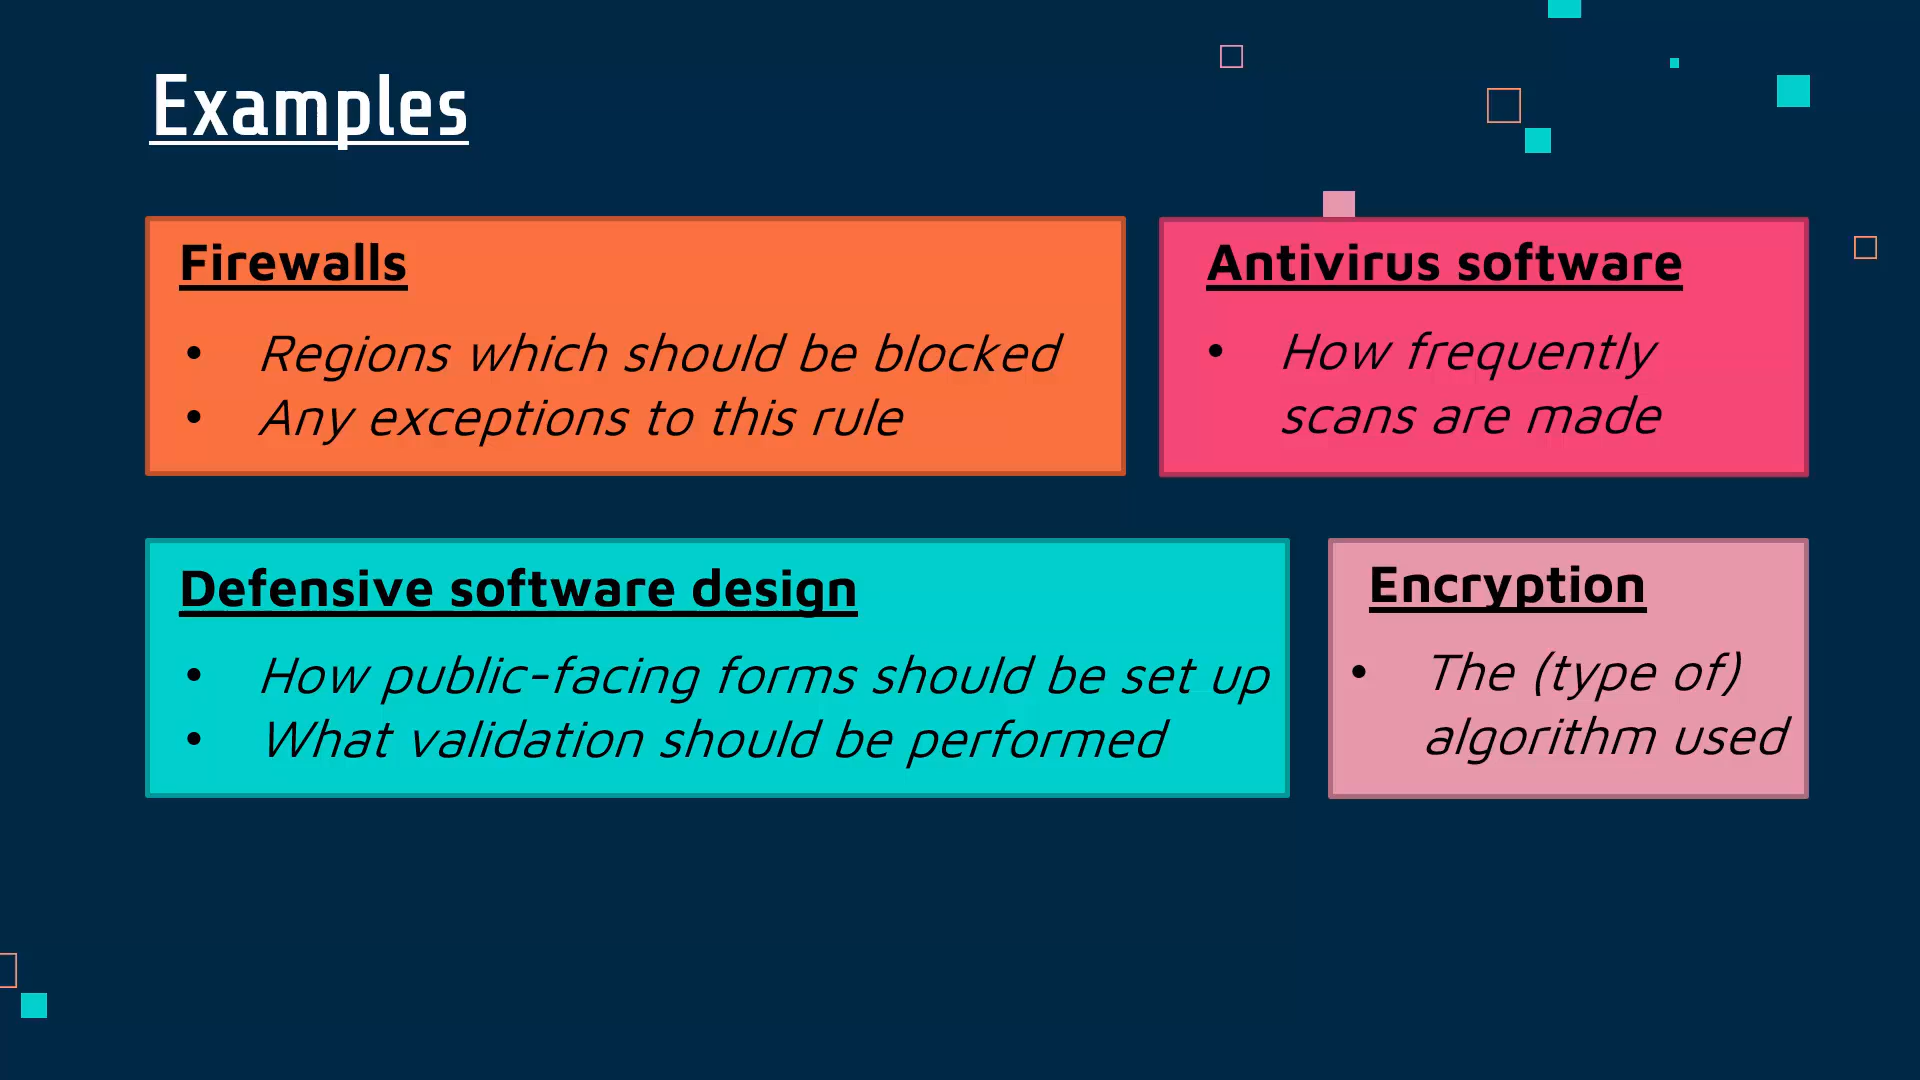 Examples
Firewalls
• Regions which should be blocked
• Any exceptions to this rule
Antivirus software
• How frequently
scans are made
Defensive software design
• How public-facing forms should be set up
• What validation should be performed
Encryption
• The (type of)
algorithm used